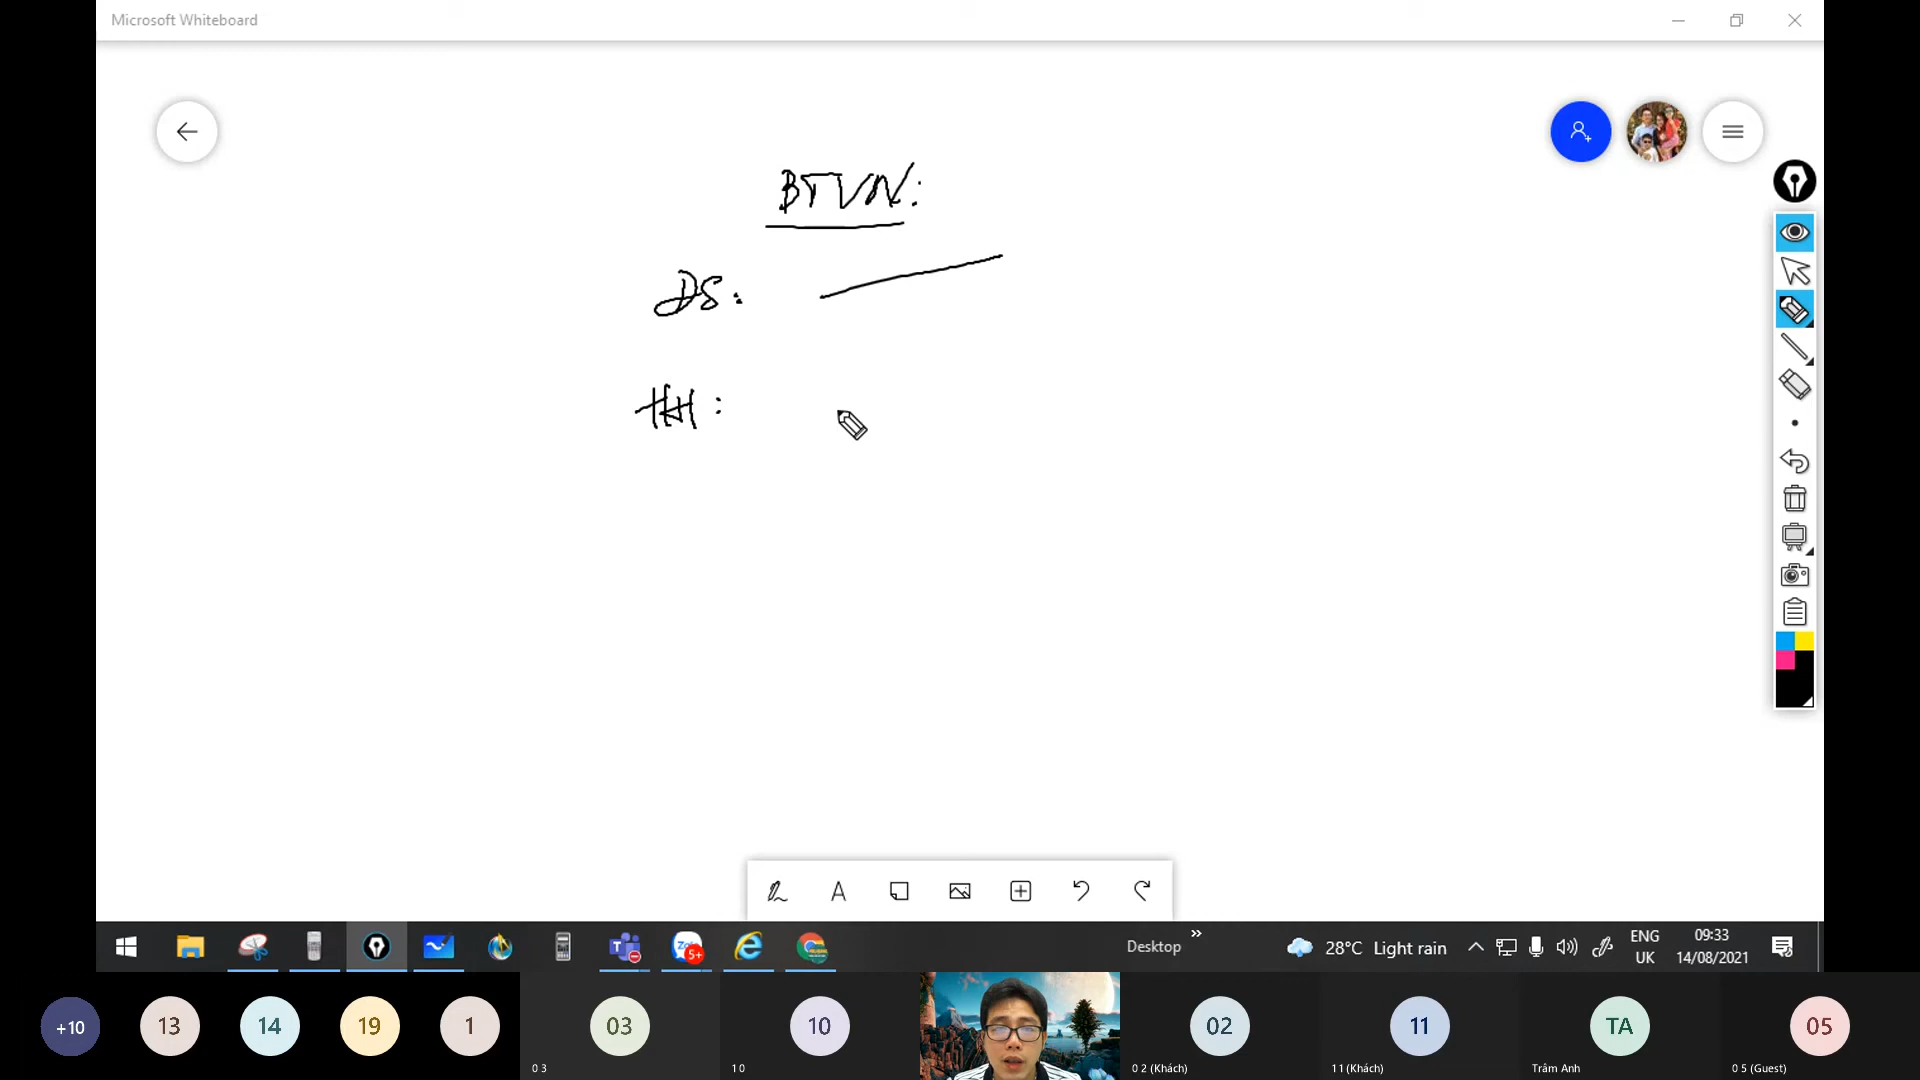 Microsoft Whiteboard
BTVN:
DS:
HH:
A
Desktop
28°C Light rain
ENG
UK
09:33
14/08/2021
5+
+10
13
14
19
1
03
10
02
11
TA
05
0 3
1 0
0 2 (Khách)
1 1 (Khách)
Trâm Anh
0 5 (Guest)